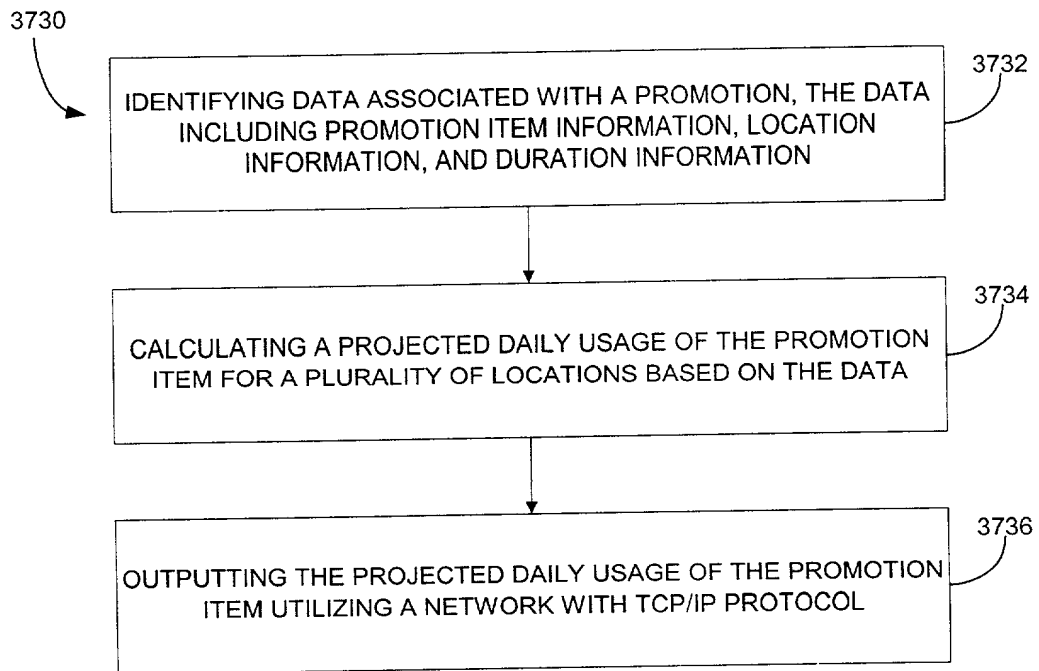 3730
3732
IDENTIFYING DATA ASSOCIATED WITH A PROMOTION, THE DATA
INCLUDING PROMOTION ITEM INFORMATION, LOCATION
INFORMATION, AND DURATION INFORMATION
3734
CALCULATING A PROJECTED DAILY USAGE OF THE PROMOTION
ITEM FOR A PLURALITY OF LOCATIONS BASED ON THE DATA
3736
OUTPUTTING THE PROJECTED DAILY USAGE OF THE PROMOTION
ITEM UTILIZING A NETWORK WITH TCP/IP PROTOCOL